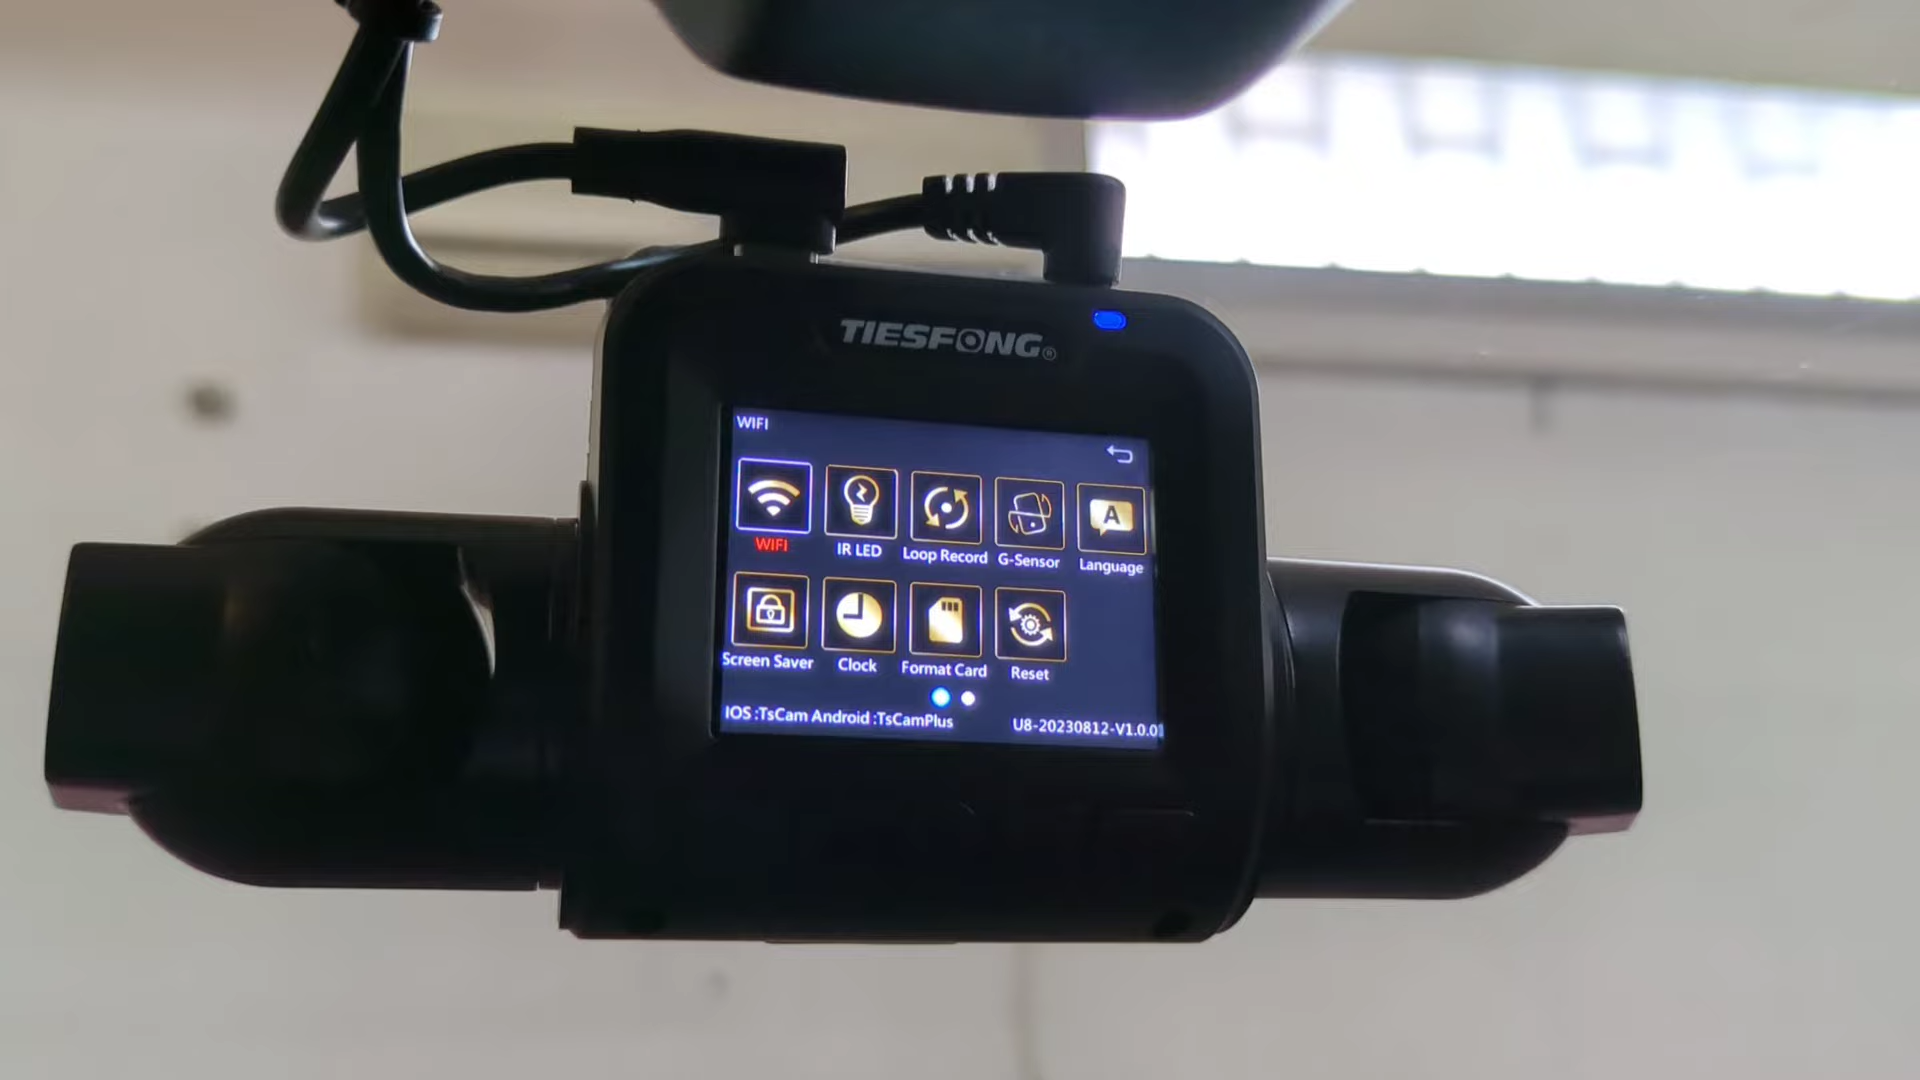 TIESFONG®
WIFI
WIFI IR LED Loop Record G-Sensor Language
A
Screen Saver Clock Format Card Reset
IOS :TsCam Android :TsCamPlus U8-20230812-V1.0.0